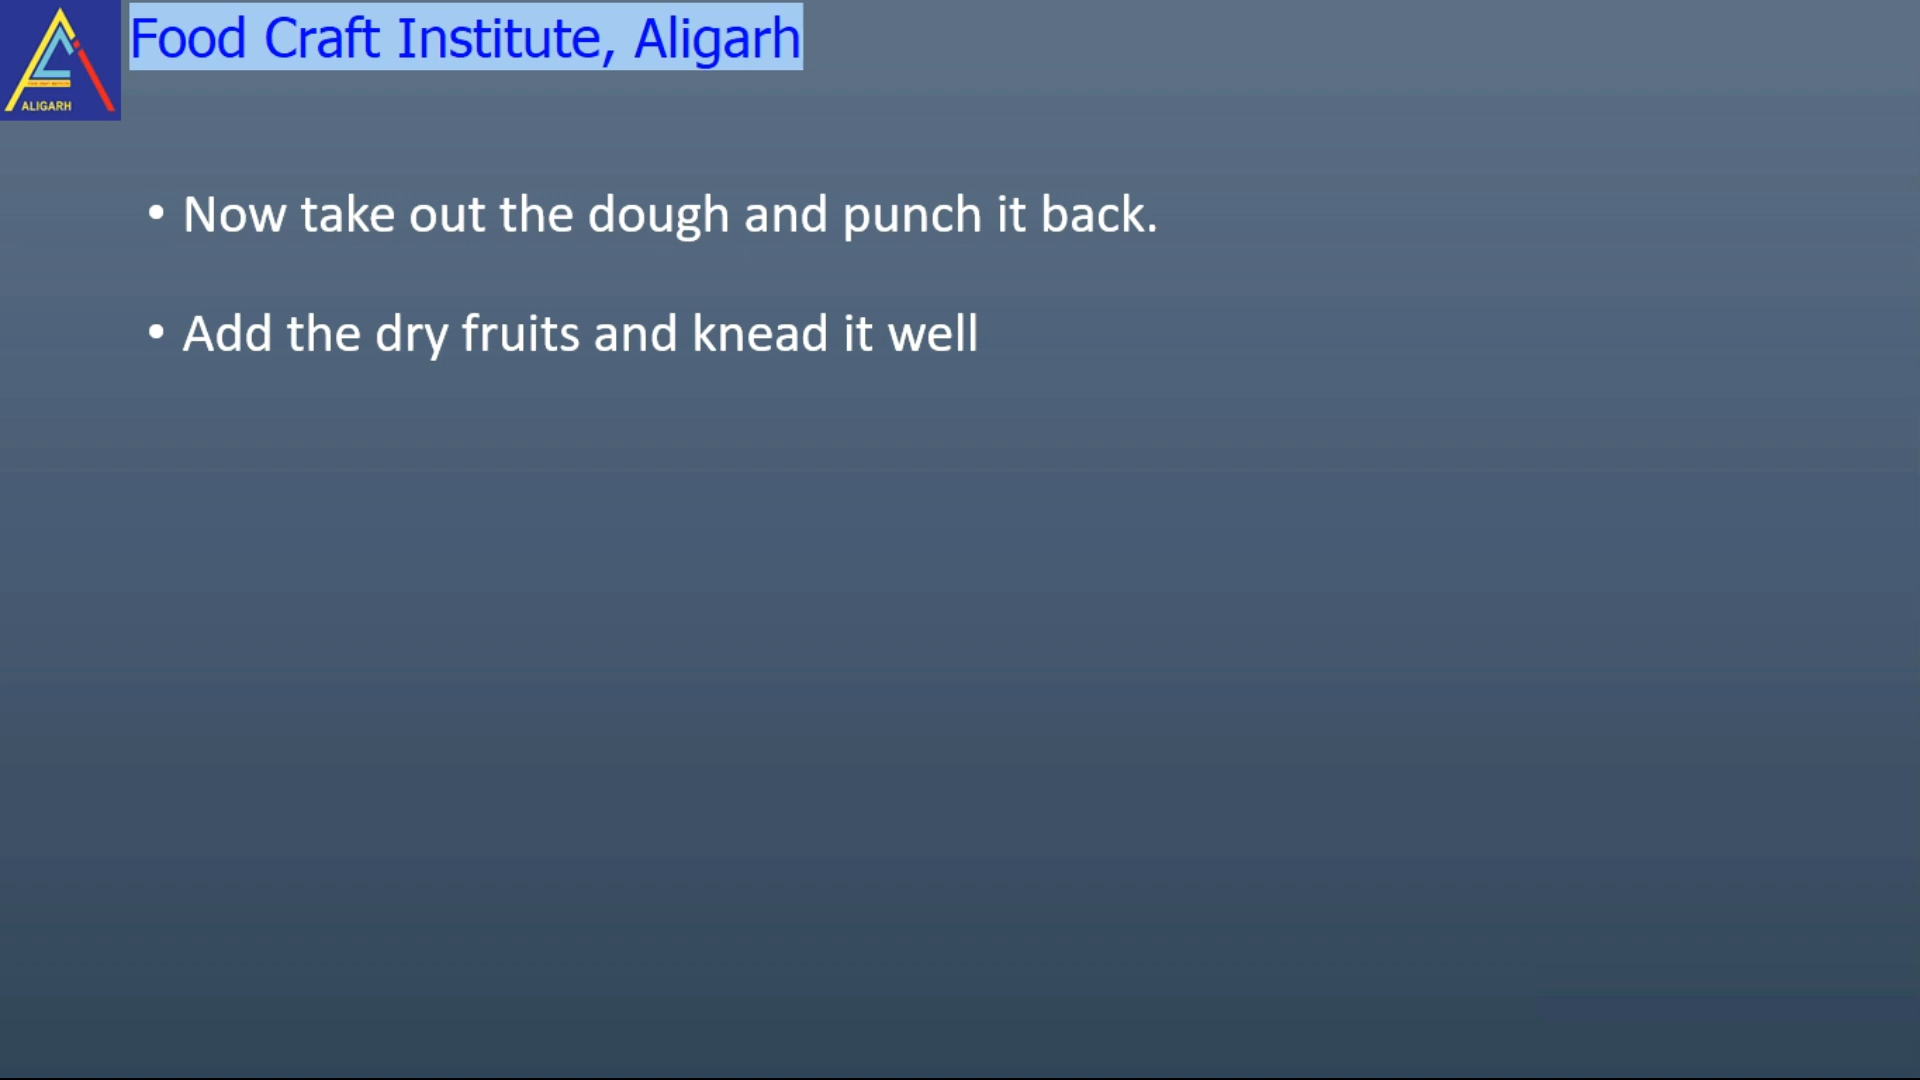 Food Craft Institute, Aligarh
ALIGARH
• Now take out the dough and punch it back.
• Add the dry fruits and knead it well